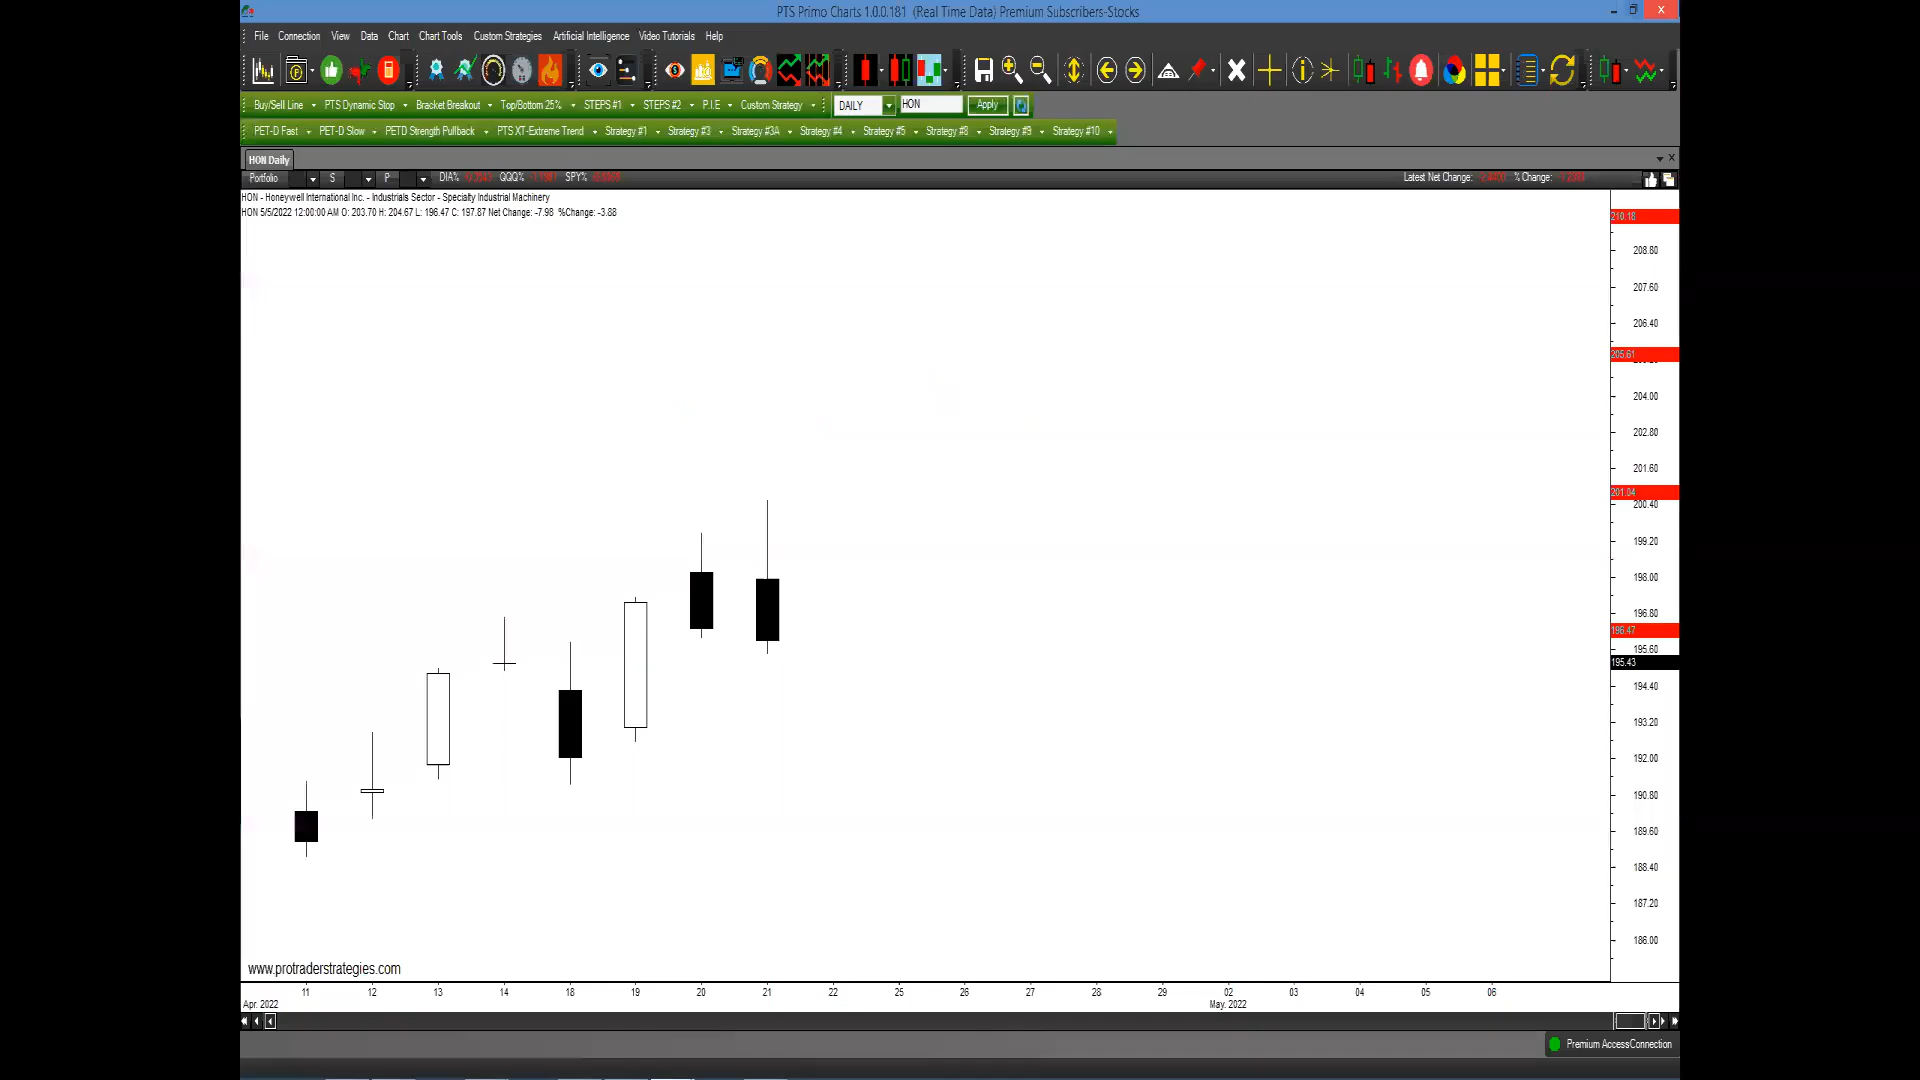 PTS Primo Charts 1.0.0.181 (Real Time Data) Premium Subscribers-Stocks
File Connection View Data Chart Chart Tools Custom Strategies Artificial Intelligence Video Tutorials Help
Buy/Sell Line PTS Dynamic Stop Bracket Breakout Top/Bottom 25% STEPS #1 STEPS #2 P.I.E Custom Strategy DAILY HON Apply
PET-D Fast PET-D Slow PETD Strength Pullback PTS XT-Extreme Trend Strategy #1 Strategy #3 Strategy #3A Strategy #4 Strategy #5 Strategy #8 Strategy #9 Strategy #10
HON Daily
Portfolio S P DIA% QQQ% SPY% Latest Net Change: % Change:
HON - Honeywell International Inc. - Industrials Sector - Specialty Industrial Machinery
HON 5/5/2022 12:00:00 AM O: 203.70 H: 204.67 L: 196.47 C: 197.87 Net Change: -7.98 %Change: -3.88
210.18
208.80
207.60
206.40
205.61
204.00
202.80
201.60
201.04
200.40
199.20
198.00
196.80
196.47
195.60
195.43
194.40
193.20
192.00
190.80
189.60
188.40
187.20
186.00
www.protraderstrategies.com
11 12 13 14 18 19 20 21 22 25 26 27 28 29 02 03 04 05 06
Apr. 2022 May. 2022
Premium AccessConnection